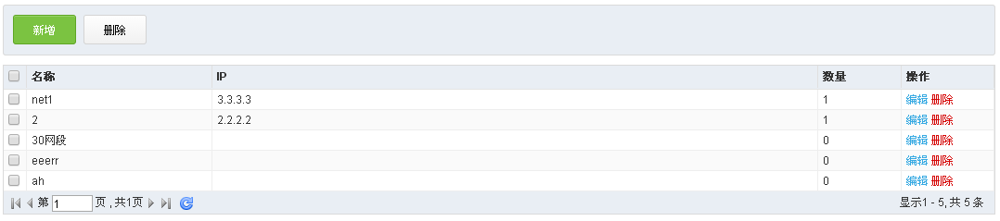 新增 删除
名称 IP 数量 操作
net1 3.3.3.3 1 编辑 删除
2 2.2.2.2 1 编辑 删除
30网段 0 编辑 删除
eeerr 0 编辑 删除
ah 0 编辑 删除
第 1 页 , 共1页 显示1 - 5, 共 5 条